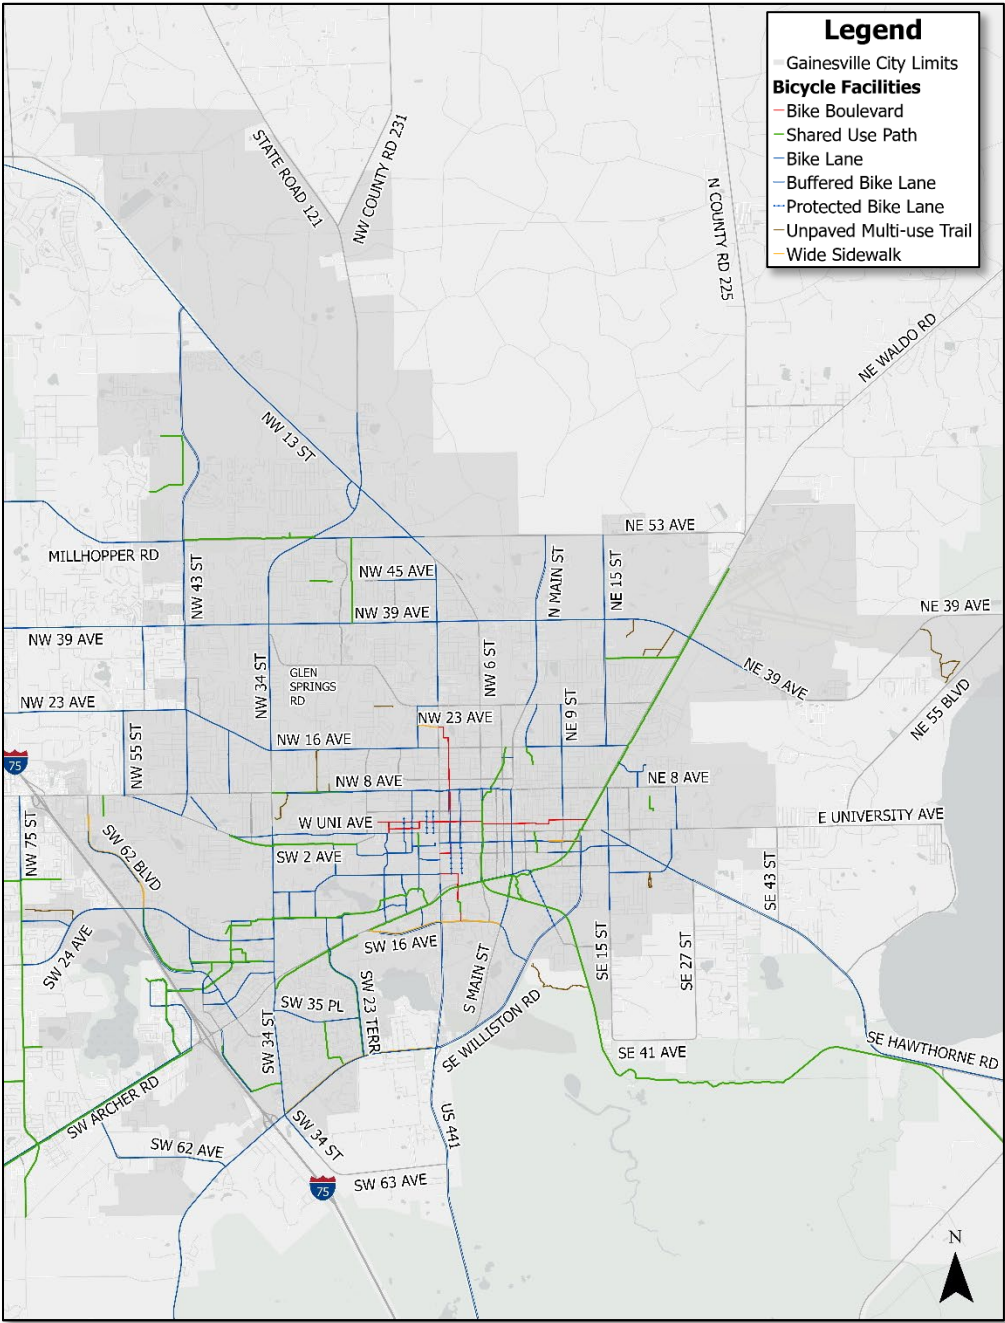 Legend
Gainesville City Limits
Bicycle Facilities
Bike Boulevard
Shared Use Path
Bike Lane
Buffered Bike Lane
Protected Bike Lane
Unpaved Multi-use Trail
Wide Sidewalk
STATE ROAD 121
NW COUNTY RD 231
N COUNTY RD 225
NE WALDO RD
NW 13 ST
NE 53 AVE
MILLHOPPER RD
NW 43 ST
NW 45 AVE
N MAIN ST
NE 15 ST
NW 39 AVE
NE 39 AVE
NW 39 AVE
NW 34 ST
GLEN
SPRINGS
RD
NW 6 ST
NE 39 AVE
NE 55 BLVD
NW 23 AVE
NW 23 AVE
NE 9 ST
NW 55 ST
NW 16 AVE
75
NW 8 AVE
NE 8 AVE
W UNI AVE
E UNIVERSITY AVE
NW 75 ST
SW 62 BLVD
SW 2 AVE
SE 43 ST
SW 24 AVE
SW 16 AVE
SE 15 ST
SE 27 ST
S MAIN ST
SW 35 PL
SW 23 TERR
SW 34 ST
SE WILLISTON RD
SE 41 AVE
SE HAWTHORNE RD
SW ARCHER RD
SW 62 AVE
SW 34 ST
US 441
SW 63 AVE
75
N